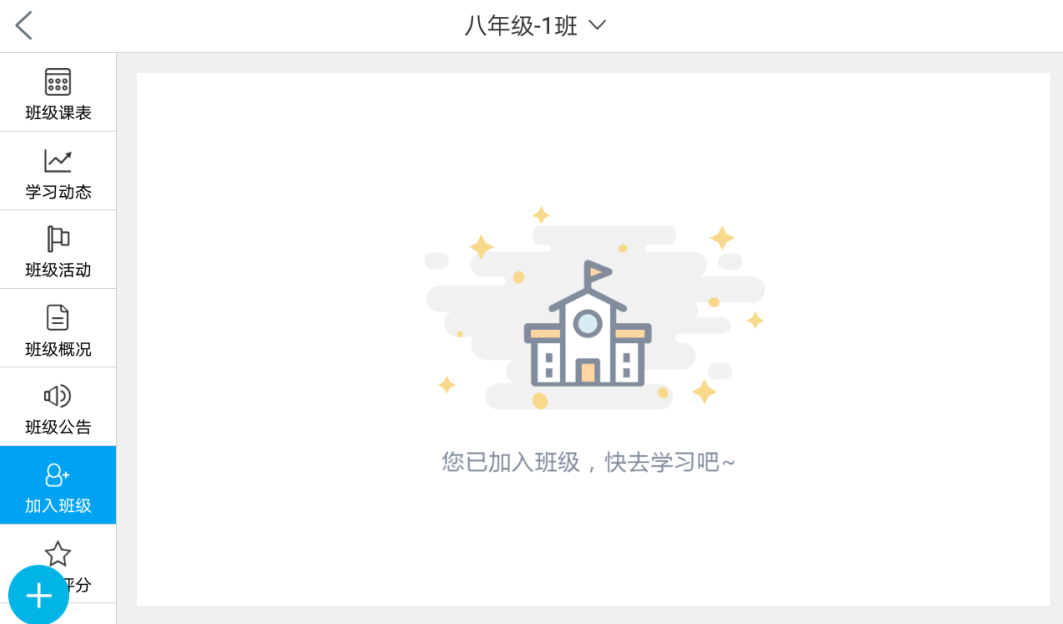 八年级-1班
班级课表
学习动态
班级活动
班级概况
班级公告
加入班级
评分
您已加入班级，快去学习吧~